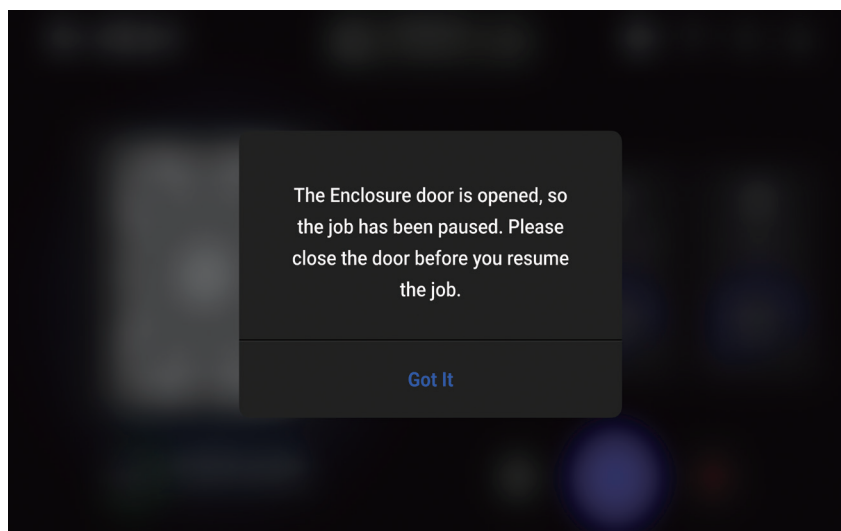 The Enclosure door is opened, so
the job has been paused. Please
close the door before you resume
the job.
Got It